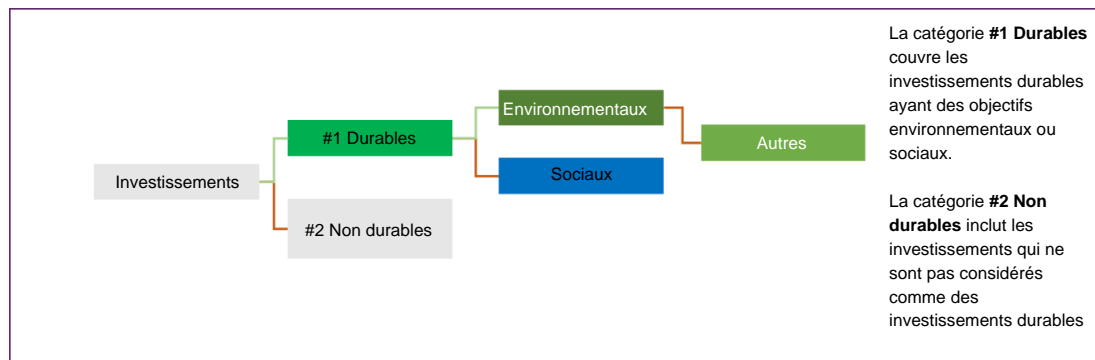 Investissements
#1 Durables
#2 Non durables
Environnementaux
Sociaux
Autres
La catégorie #1 Durables
couvre les
investissements durables
ayant des objectifs
environnementaux ou
sociaux.
La catégorie #2 Non
durables inclut les
investissements qui ne
sont pas considérés
comme des
investissements durables